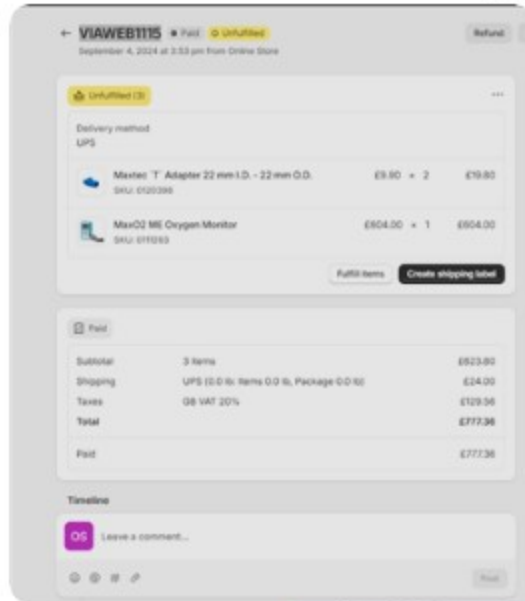 ← VIAWEB1115 Paid Unfulfilled Refund
September 4, 2024 at 3:53 pm from Online Store
Unfulfilled (3)
Delivery method
UPS
Maxtec `T` Adapter 22 mm I.D. - 22 mm O.D. £9.90 × 2 £19.80
SKU: 0120398
MaxO2 ME Oxygen Monitor £604.00 × 1 £604.00
SKU: 0111293
Fulfill items Create shipping label
Paid
Subtotal 3 items £623.80
Shipping UPS (0.0 lb: Items 0.0 lb, Package 0.0 lb) £24.00
Taxes GB VAT 20% £129.56
Total £777.36
Paid £777.36
Timeline
OS Leave a comment...
Post